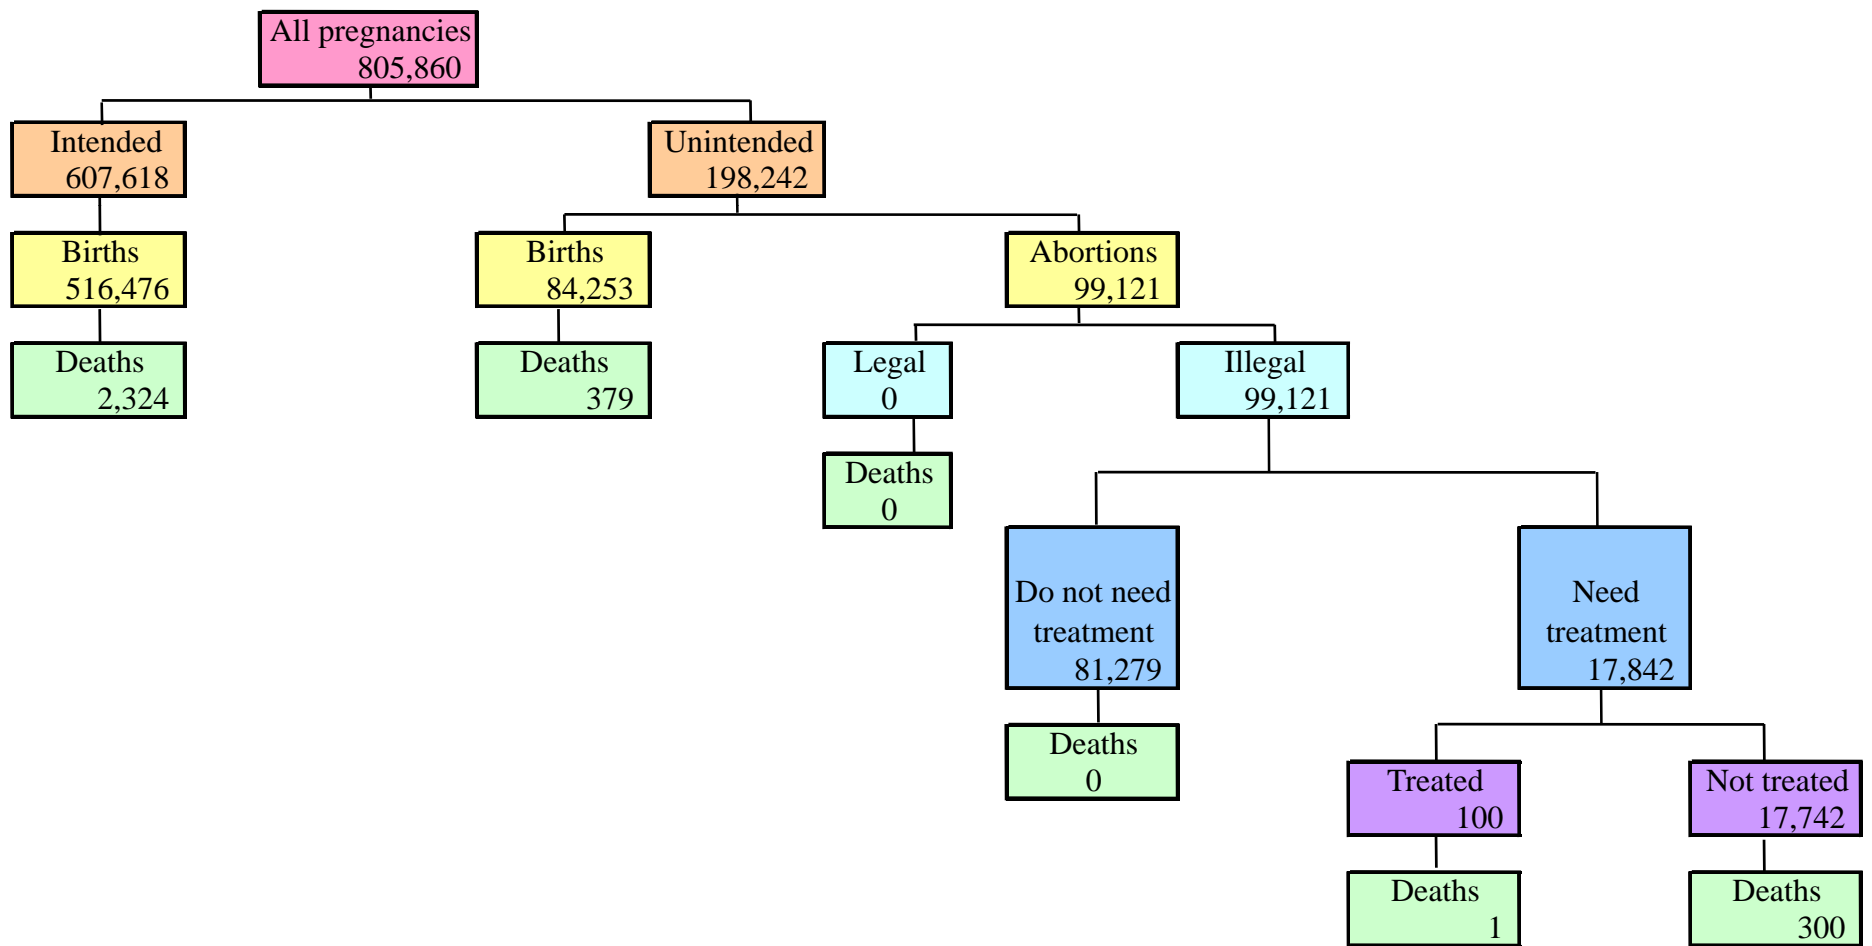 All pregnancies
805,860
Intended
607,618
Unintended
198,242
Births
516,476
Births
84,253
Abortions
99,121
Deaths
2,324
Deaths
379
Legal
0
Illegal
99,121
Deaths
0
Do not need
treatment
81,279
Need
treatment
17,842
Deaths
0
Treated
100
Not treated
17,742
Deaths
1
Deaths
300